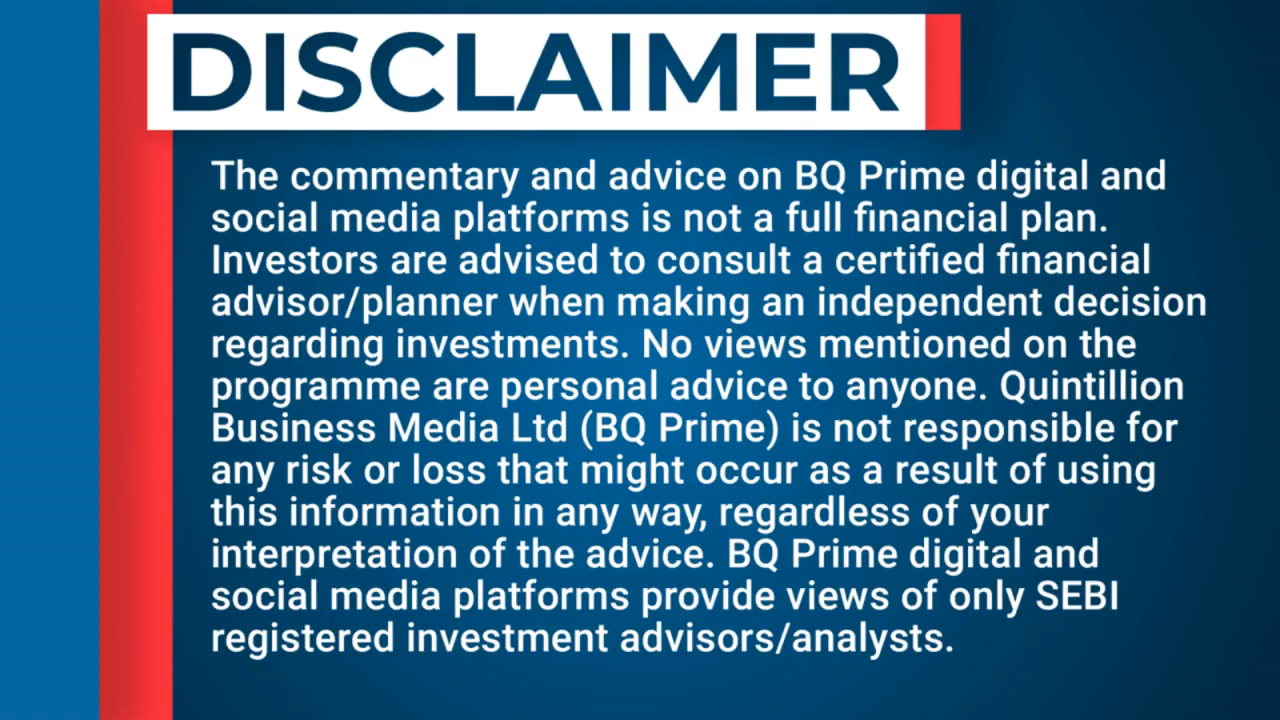 DISCLAIMER
The commentary and advice on BQ Prime digital and
social media platforms is not a full financial plan.
Investors are advised to consult a certified financial
advisor/planner when making an independent decision
regarding investments. No views mentioned on the
programme are personal advice to anyone. Quintillion
Business Media Ltd (BQ Prime) is not responsible for
any risk or loss that might occur as a result of using
this information in any way, regardless of your
interpretation of the advice. BQ Prime digital and
social media platforms provide views of only SEBI
registered investment advisors/analysts.